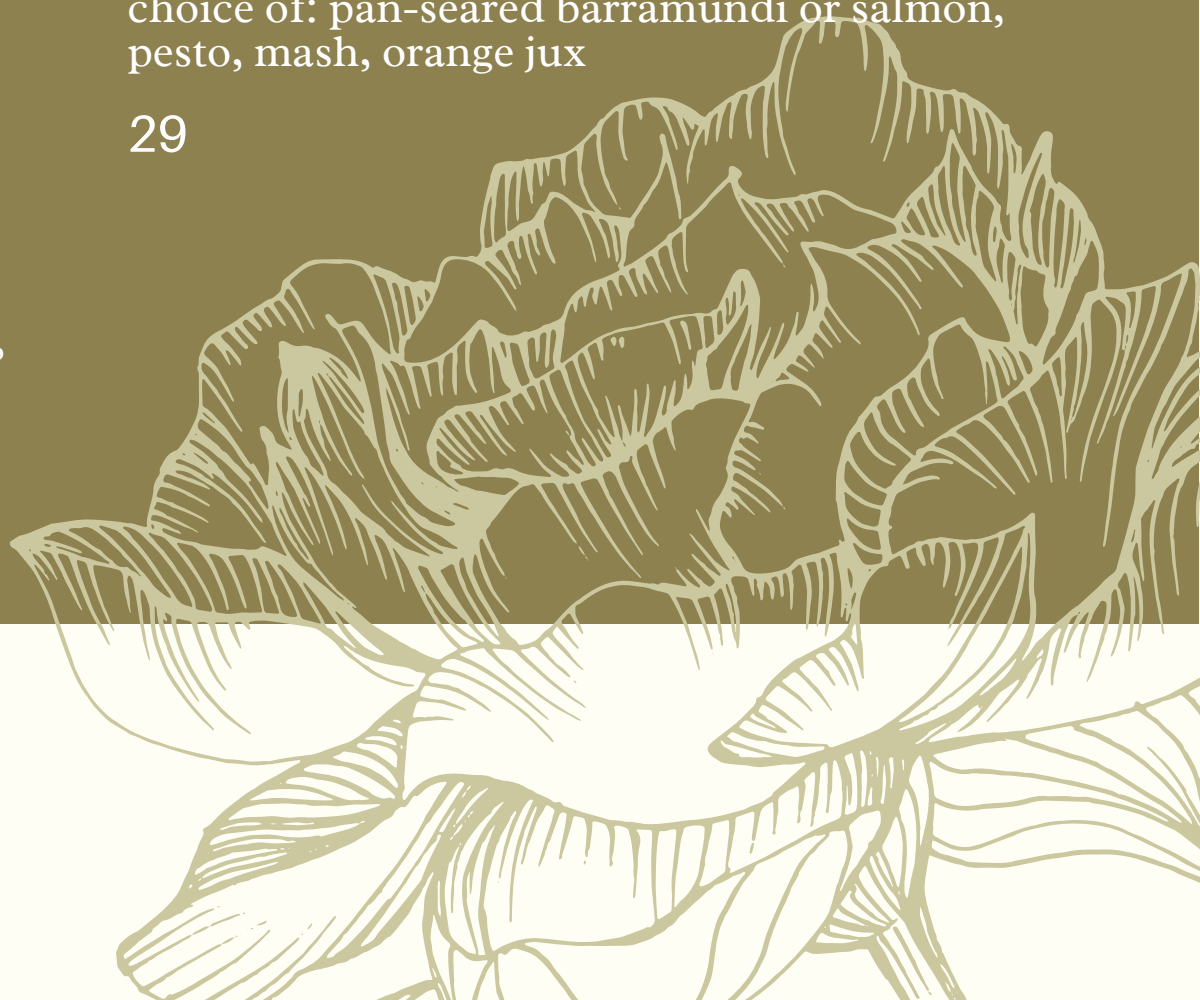 choice of: pan-seared barramundi or salmon,
pesto, mash, orange jux
29